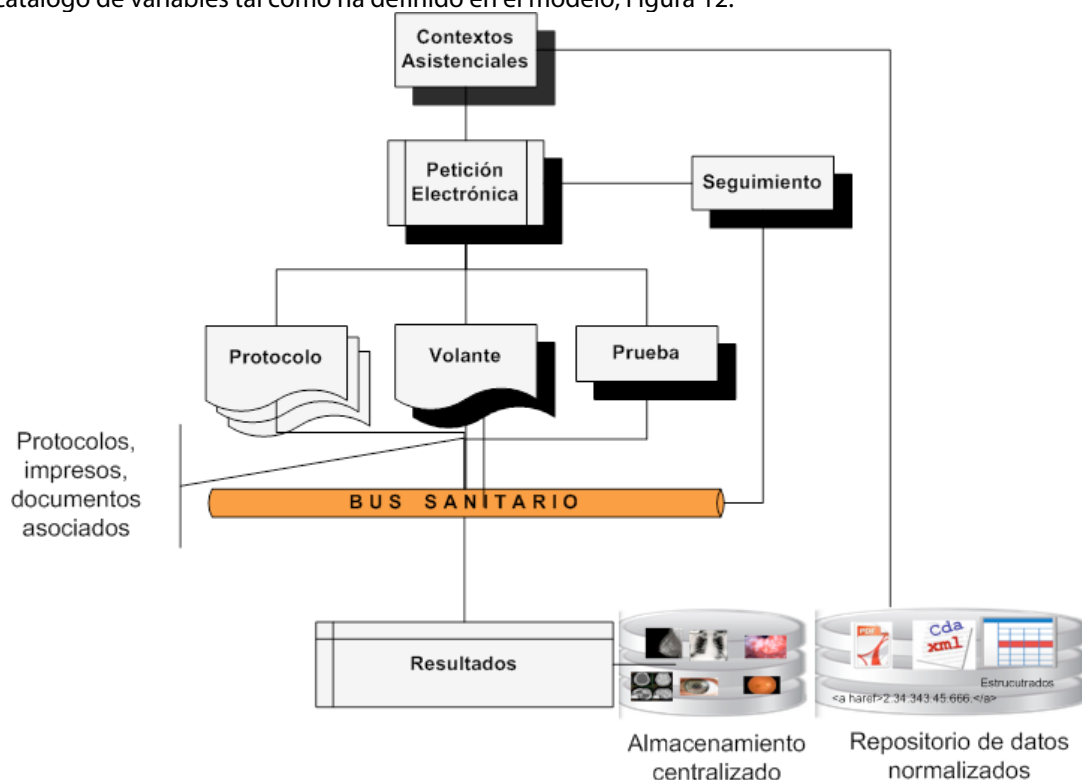 catálogo de variables tal como ha definido en el modelo, Figura 12.
Contextos
Asistenciales
Petición
Electrónica
Seguimiento
Protocolo
Volante
Prueba
Protocolos,
impresos,
documentos
asociados
BUS SANITARIO
Resultados
PDF
Cda
xml
Estrucutrados
<a haref>2.34.343.45.666.</a>
Almacenamiento
centralizado
Repositorio de datos
normalizados